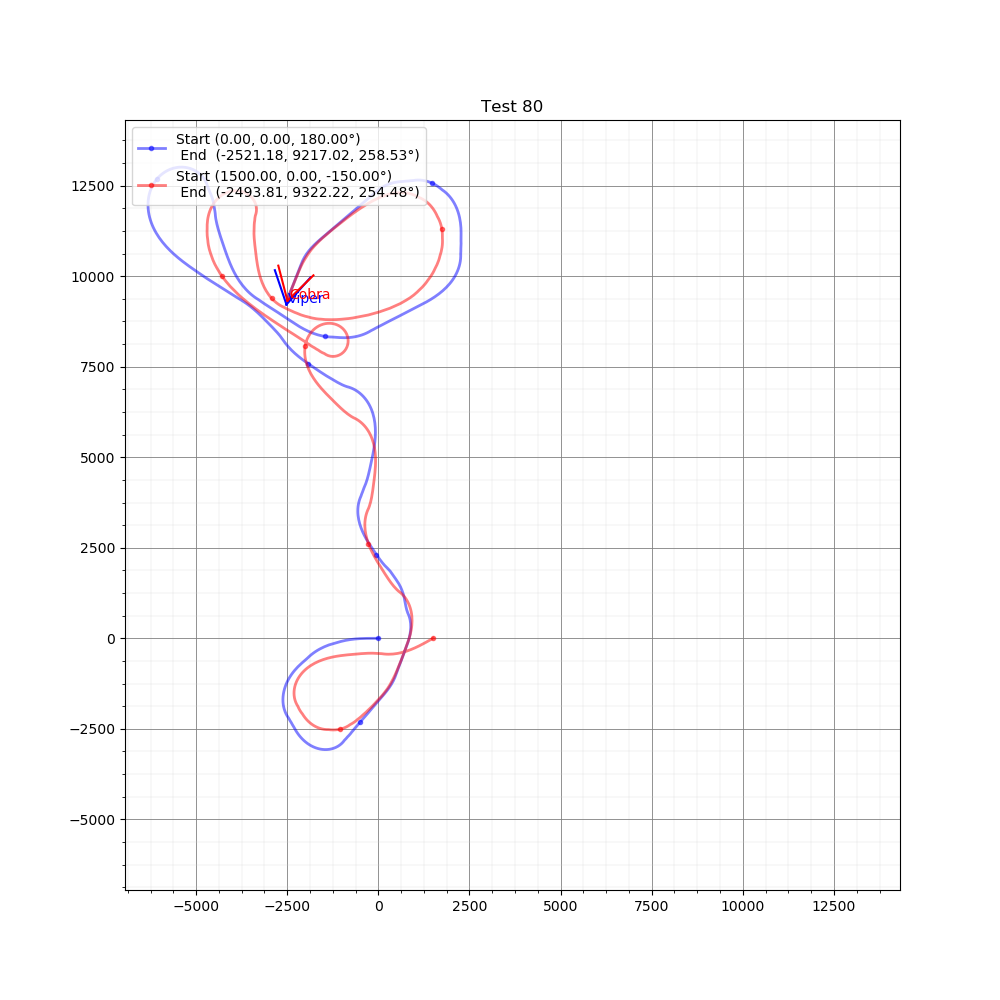 Test 80
Start (0.00, 0.00, 180.00°)
End  (-2521.18, 9217.02, 258.53°)
Start (1500.00, 0.00, -150.00°)
End  (-2493.81, 9322.22, 254.48°)
12500
10000
7500
5000
2500
0
−2500
−5000
Cobra
Viper
−5000 −2500 0 2500 5000 7500 10000 12500